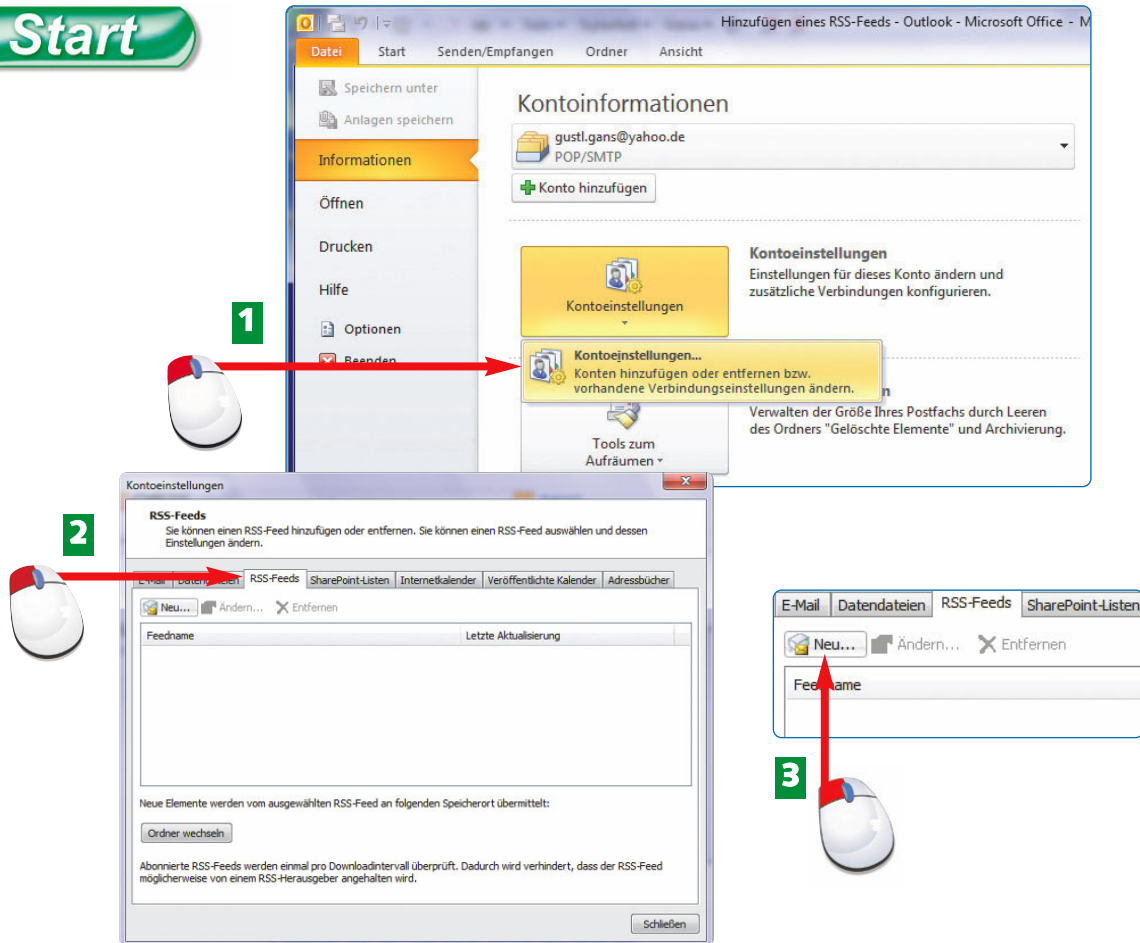 Start
Hinzufügen eines RSS-Feeds - Outlook - Microsoft Office - M
Datei Start Senden/Empfangen Ordner Ansicht
Speichern unter
Anlagen speichern
Informationen
Öffnen
Drucken
Hilfe
Optionen
Beenden
Kontoinformationen
gustl.gans@yahoo.de
POP/SMTP
Konto hinzufügen
Kontoeinstellungen
Kontoeinstellungen
Einstellungen für dieses Konto ändern und
zusätzliche Verbindungen konfigurieren.
Kontoeinstellungen...
Konten hinzufügen oder entfernen bzw.
vorhandene Verbindungseinstellungen ändern.
n
Tools zum
Aufräumen
Verwalten der Größe Ihres Postfachs durch Leeren
des Ordners "Gelöschte Elemente" und Archivierung.
1
2
Kontoeinstellungen
RSS-Feeds
Sie können einen RSS-Feed hinzufügen oder entfernen. Sie können einen RSS-Feed auswählen und dessen
Einstellungen ändern.
E-Mail Datendateien RSS-Feeds SharePoint-Listen Internetkalender Veröffentlichte Kalender Adressbücher
Neu... Ändern... Entfernen
Feedname Letzte Aktualisierung
Neue Elemente werden vom ausgewählten RSS-Feed an folgenden Speicherort übermittelt:
Ordner wechseln
Abonnierte RSS-Feeds werden einmal pro Downloadintervall überprüft. Dadurch wird verhindert, dass der RSS-Feed
möglicherweise von einem RSS-Herausgeber angehalten wird.
Schließen
E-Mail Datendateien RSS-Feeds SharePoint-Listen
Neu... Ändern... Entfernen
Feedname
3